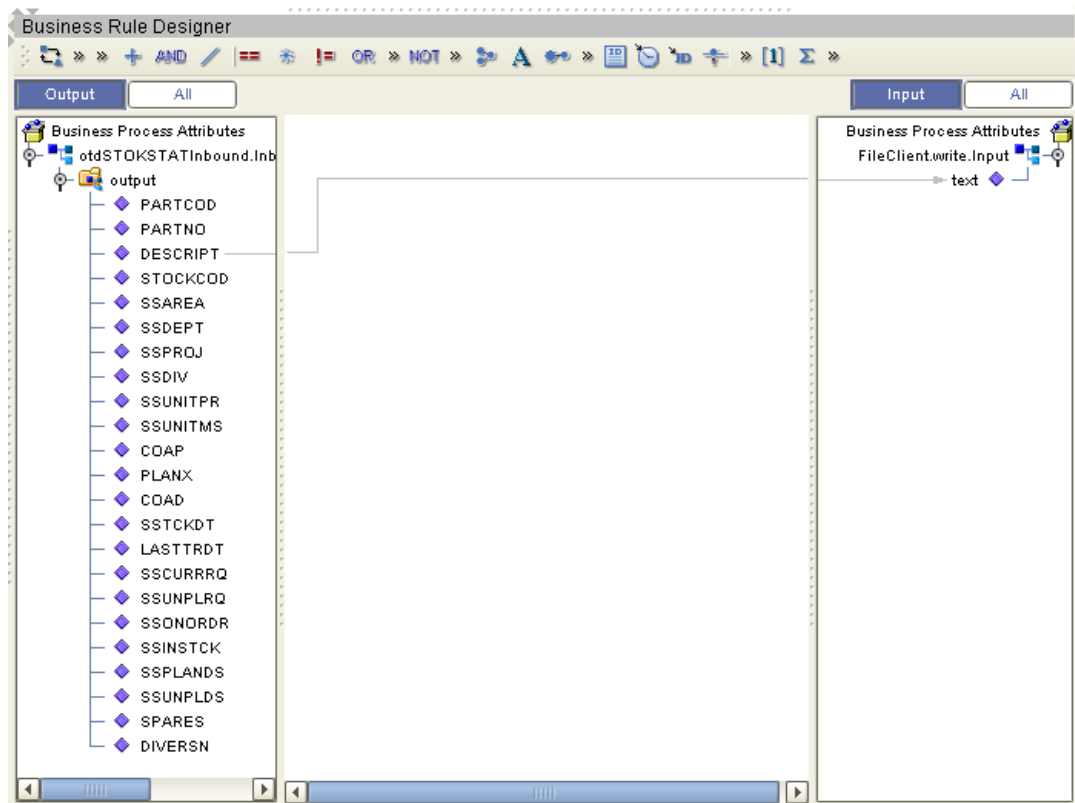 Business Rule Designer
» » AND == != OR » NOT » A » ID ID » [1] Σ »
Output All Input All
Business Process Attributes
otdSTOKSTATInbound.Inb
output
PARTCOD
PARTNO
DESCRIPT
STOCKCOD
SSAREA
SSDEPT
SSPROJ
SSDIV
SSUNITPR
SSUNITMS
COAP
PLANX
COAD
SSTCKDT
LASTTRDT
SSCURRRQ
SSUNPLRQ
SSONORDR
SSINSTCK
SSPLANDS
SSUNPLDS
SPARES
DIVERSN
Business Process Attributes
FileClient.write.Input
text